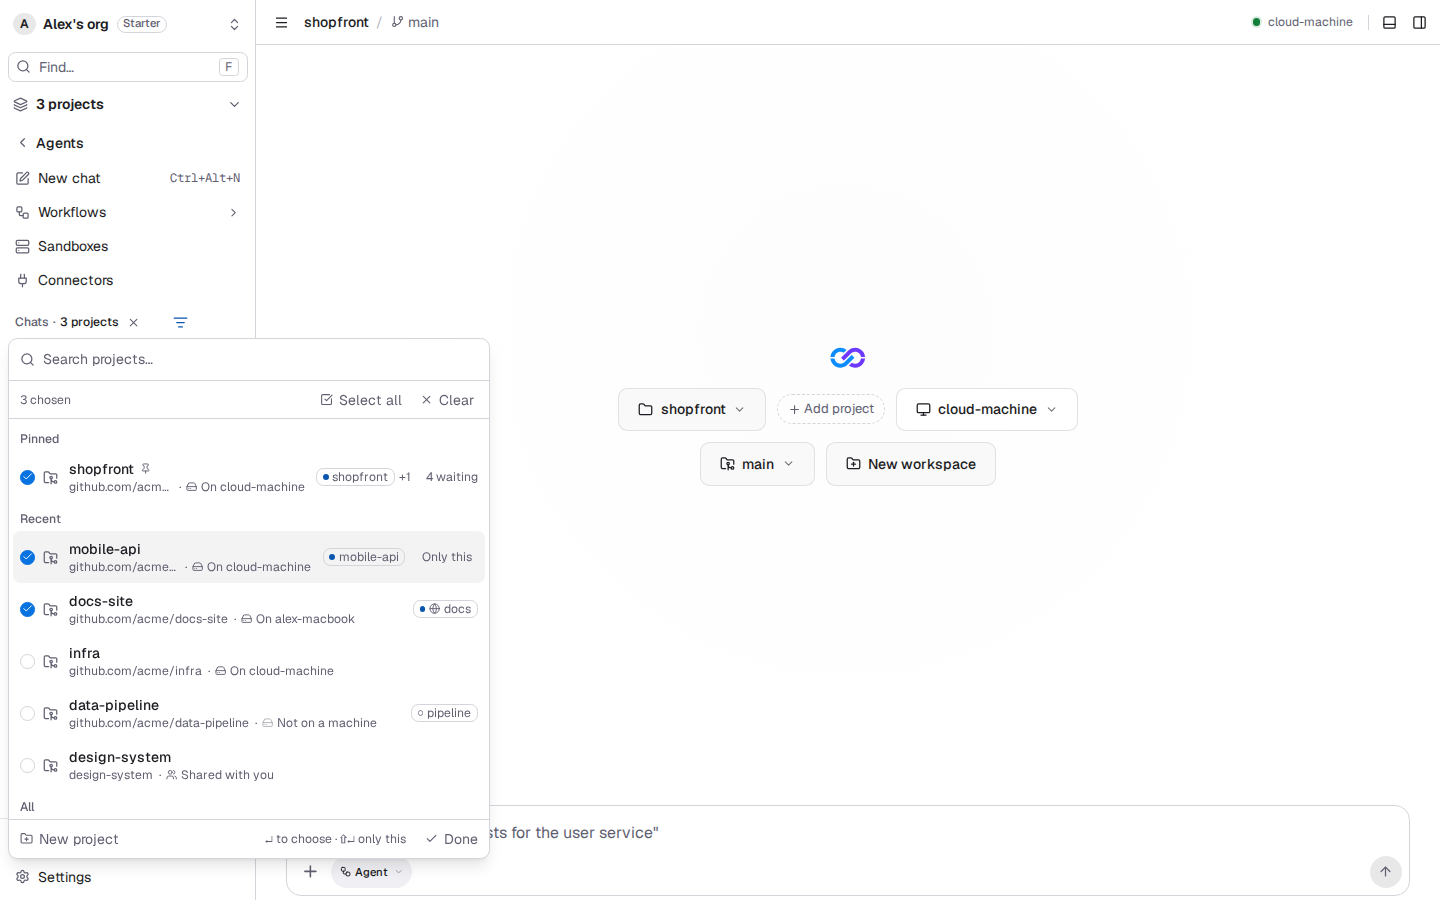 A Alex's org Starter
Find... F
3 projects
Agents
New chat Ctrl+Alt+N
Workflows
Sandboxes
Connectors
Chats · 3 projects
Search projects...
3 chosen Select all Clear
Pinned
shopfront
github.com/acm... · On cloud-machine shopfront +1 4 waiting
Recent
mobile-api
github.com/acme... · On cloud-machine mobile-api Only this
docs-site
github.com/acme/docs-site · On alex-macbook docs
infra
github.com/acme/infra · On cloud-machine
data-pipeline
github.com/acme/data-pipeline · Not on a machine pipeline
design-system
design-system · Shared with you
All
New project ↵ to choose · ⇧↵ only this Done
Settings
shopfront / main cloud-machine
shopfront + Add project cloud-machine
main New workspace
sts for the user service"
Agent